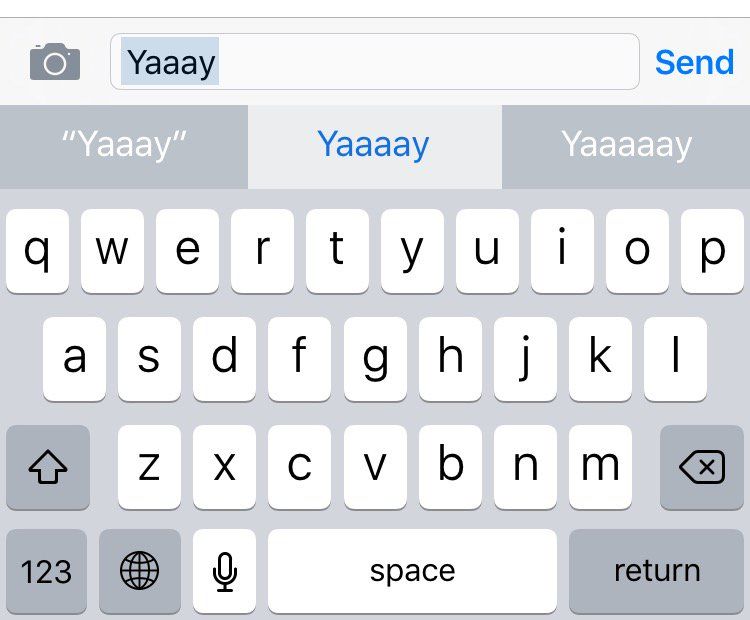 Yaaay Send
“Yaaay” Yaaaay Yaaaaay
q w e r t y u i o p
a s d f g h j k l
z x c v b n m
123 space return